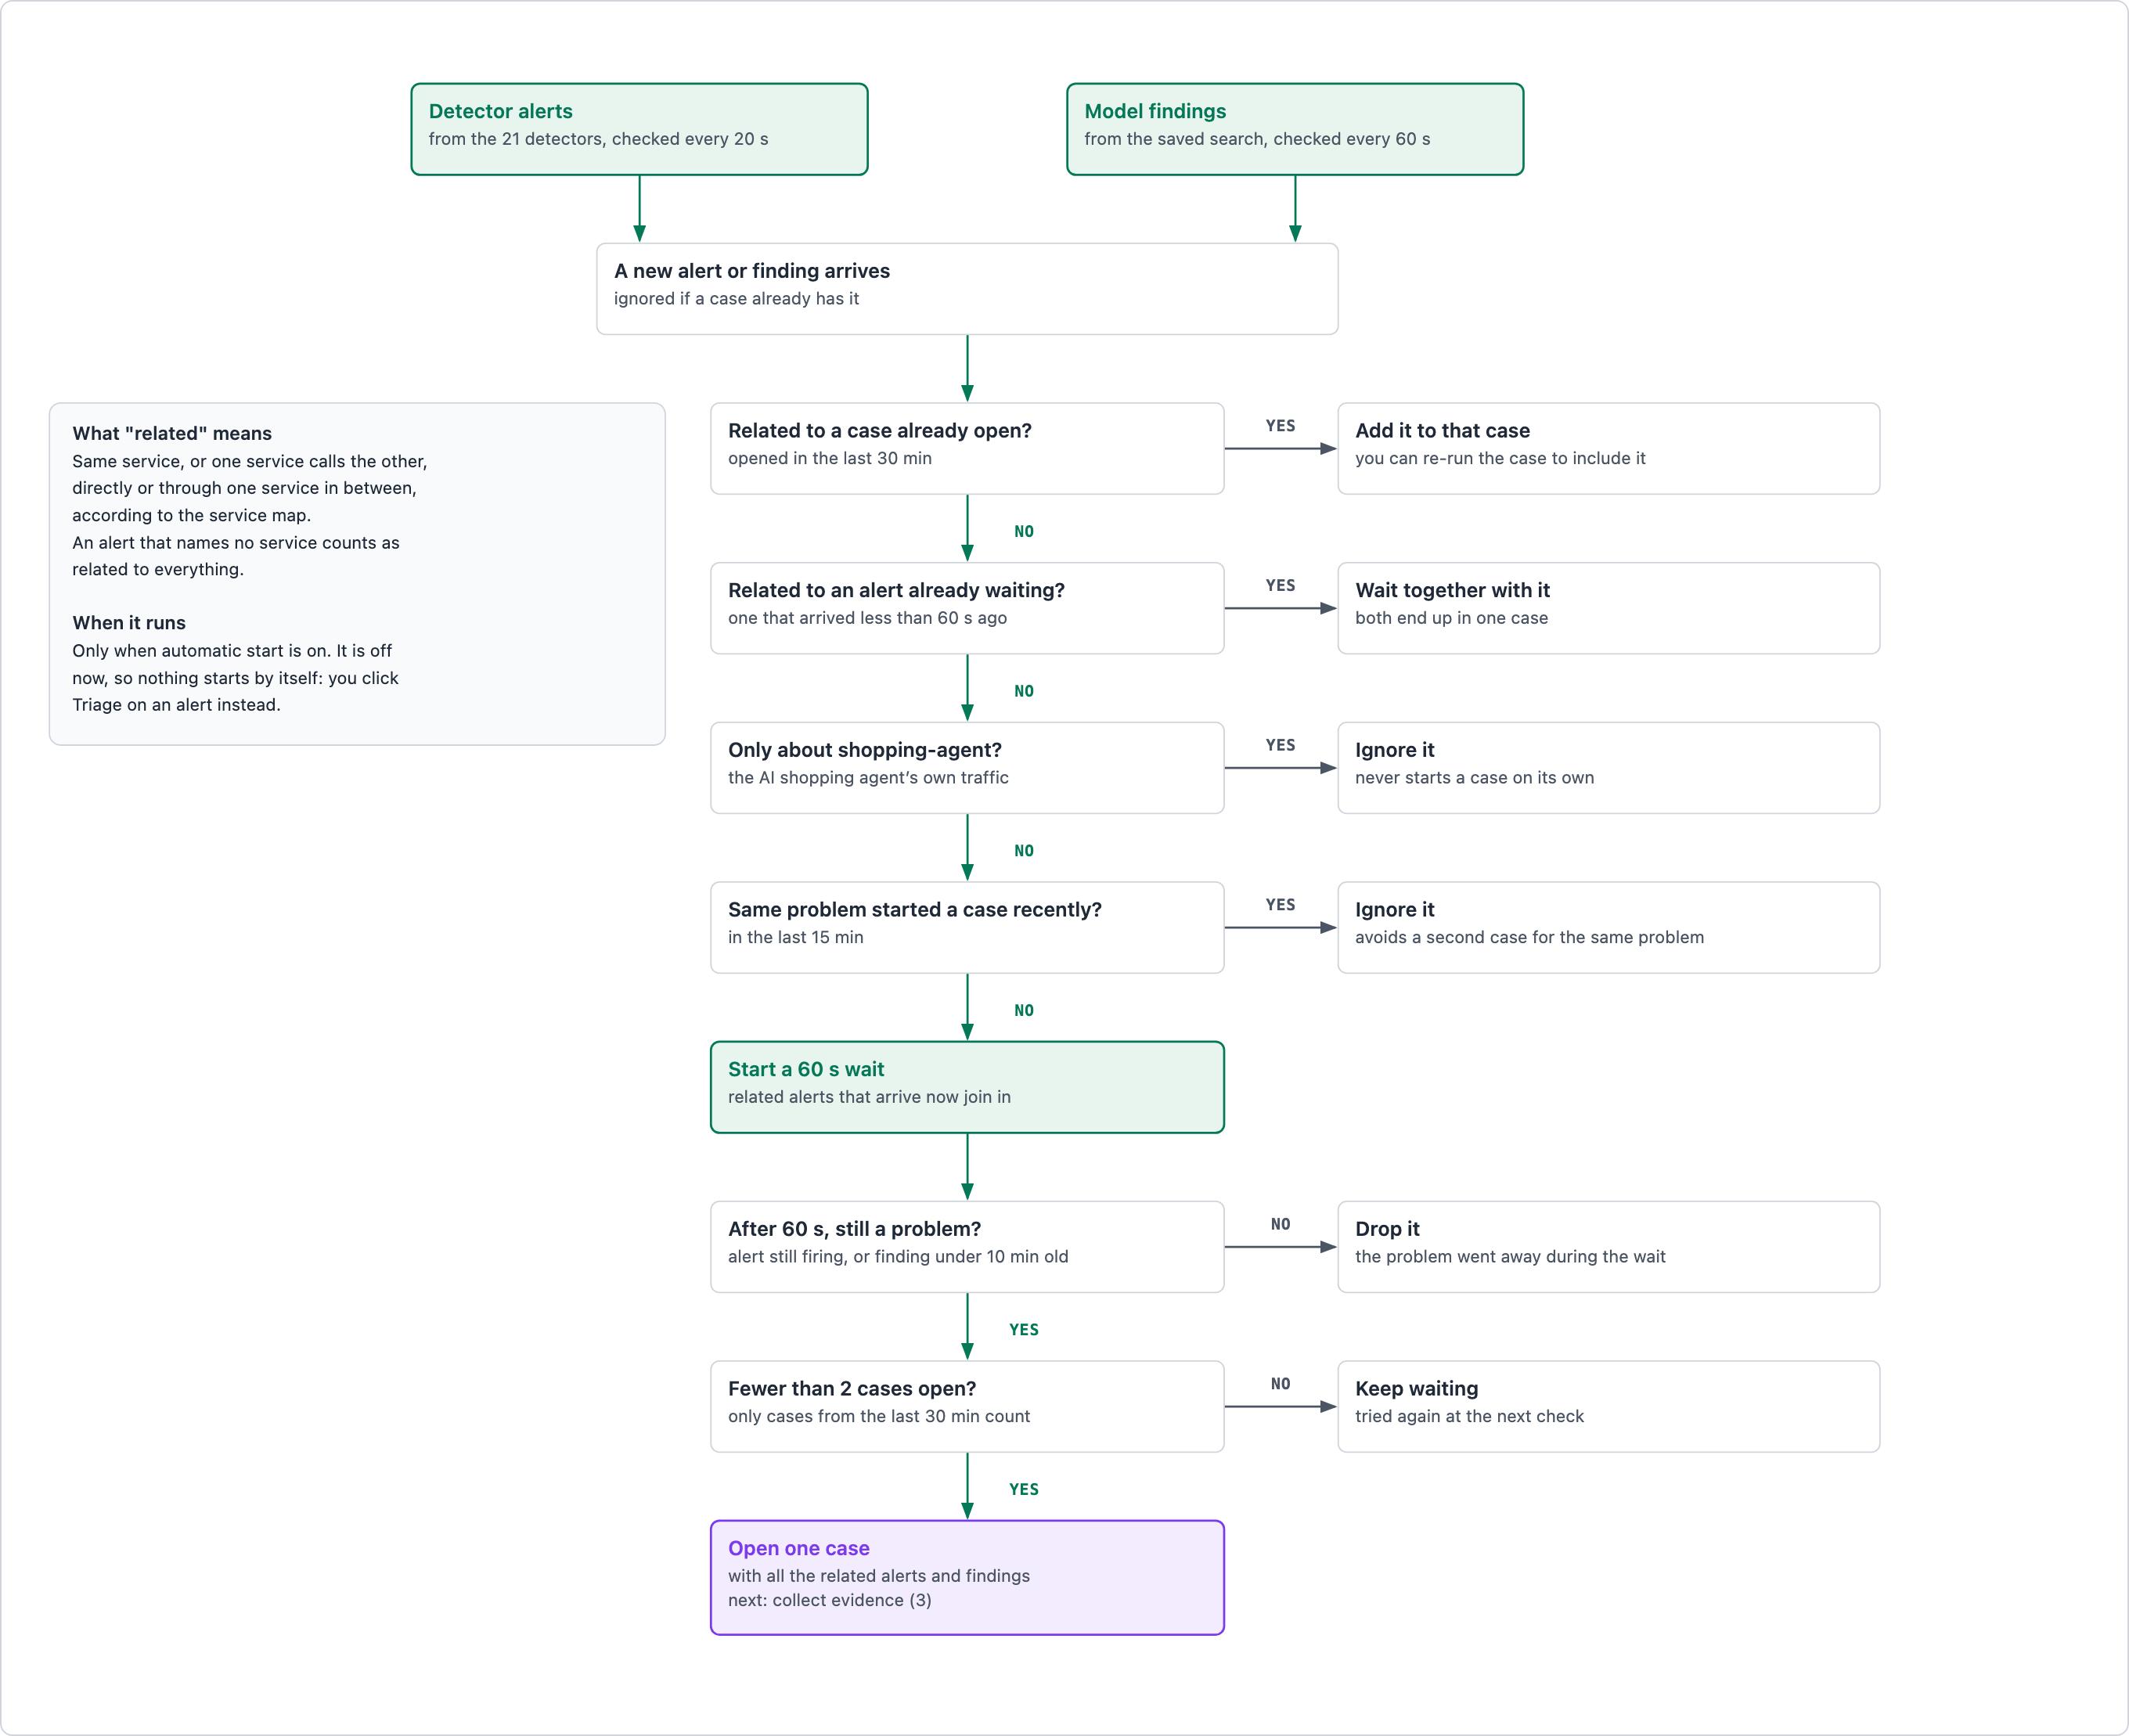 Detector alerts
from the 21 detectors, checked every 20 s
Model findings
from the saved search, checked every 60 s
A new alert or finding arrives
ignored if a case already has it
What "related" means
Same service, or one service calls the other,
directly or through one service in between,
according to the service map.
An alert that names no service counts as
related to everything.
When it runs
Only when automatic start is on. It is off
now, so nothing starts by itself: you click
Triage on an alert instead.
Related to a case already open?
opened in the last 30 min
YES
Add it to that case
you can re-run the case to include it
NO
Related to an alert already waiting?
one that arrived less than 60 s ago
YES
Wait together with it
both end up in one case
NO
Only about shopping-agent?
the AI shopping agent’s own traffic
YES
Ignore it
never starts a case on its own
NO
Same problem started a case recently?
in the last 15 min
YES
Ignore it
avoids a second case for the same problem
NO
Start a 60 s wait
related alerts that arrive now join in
After 60 s, still a problem?
alert still firing, or finding under 10 min old
NO
Drop it
the problem went away during the wait
YES
Fewer than 2 cases open?
only cases from the last 30 min count
NO
Keep waiting
tried again at the next check
YES
Open one case
with all the related alerts and findings
next: collect evidence (3)